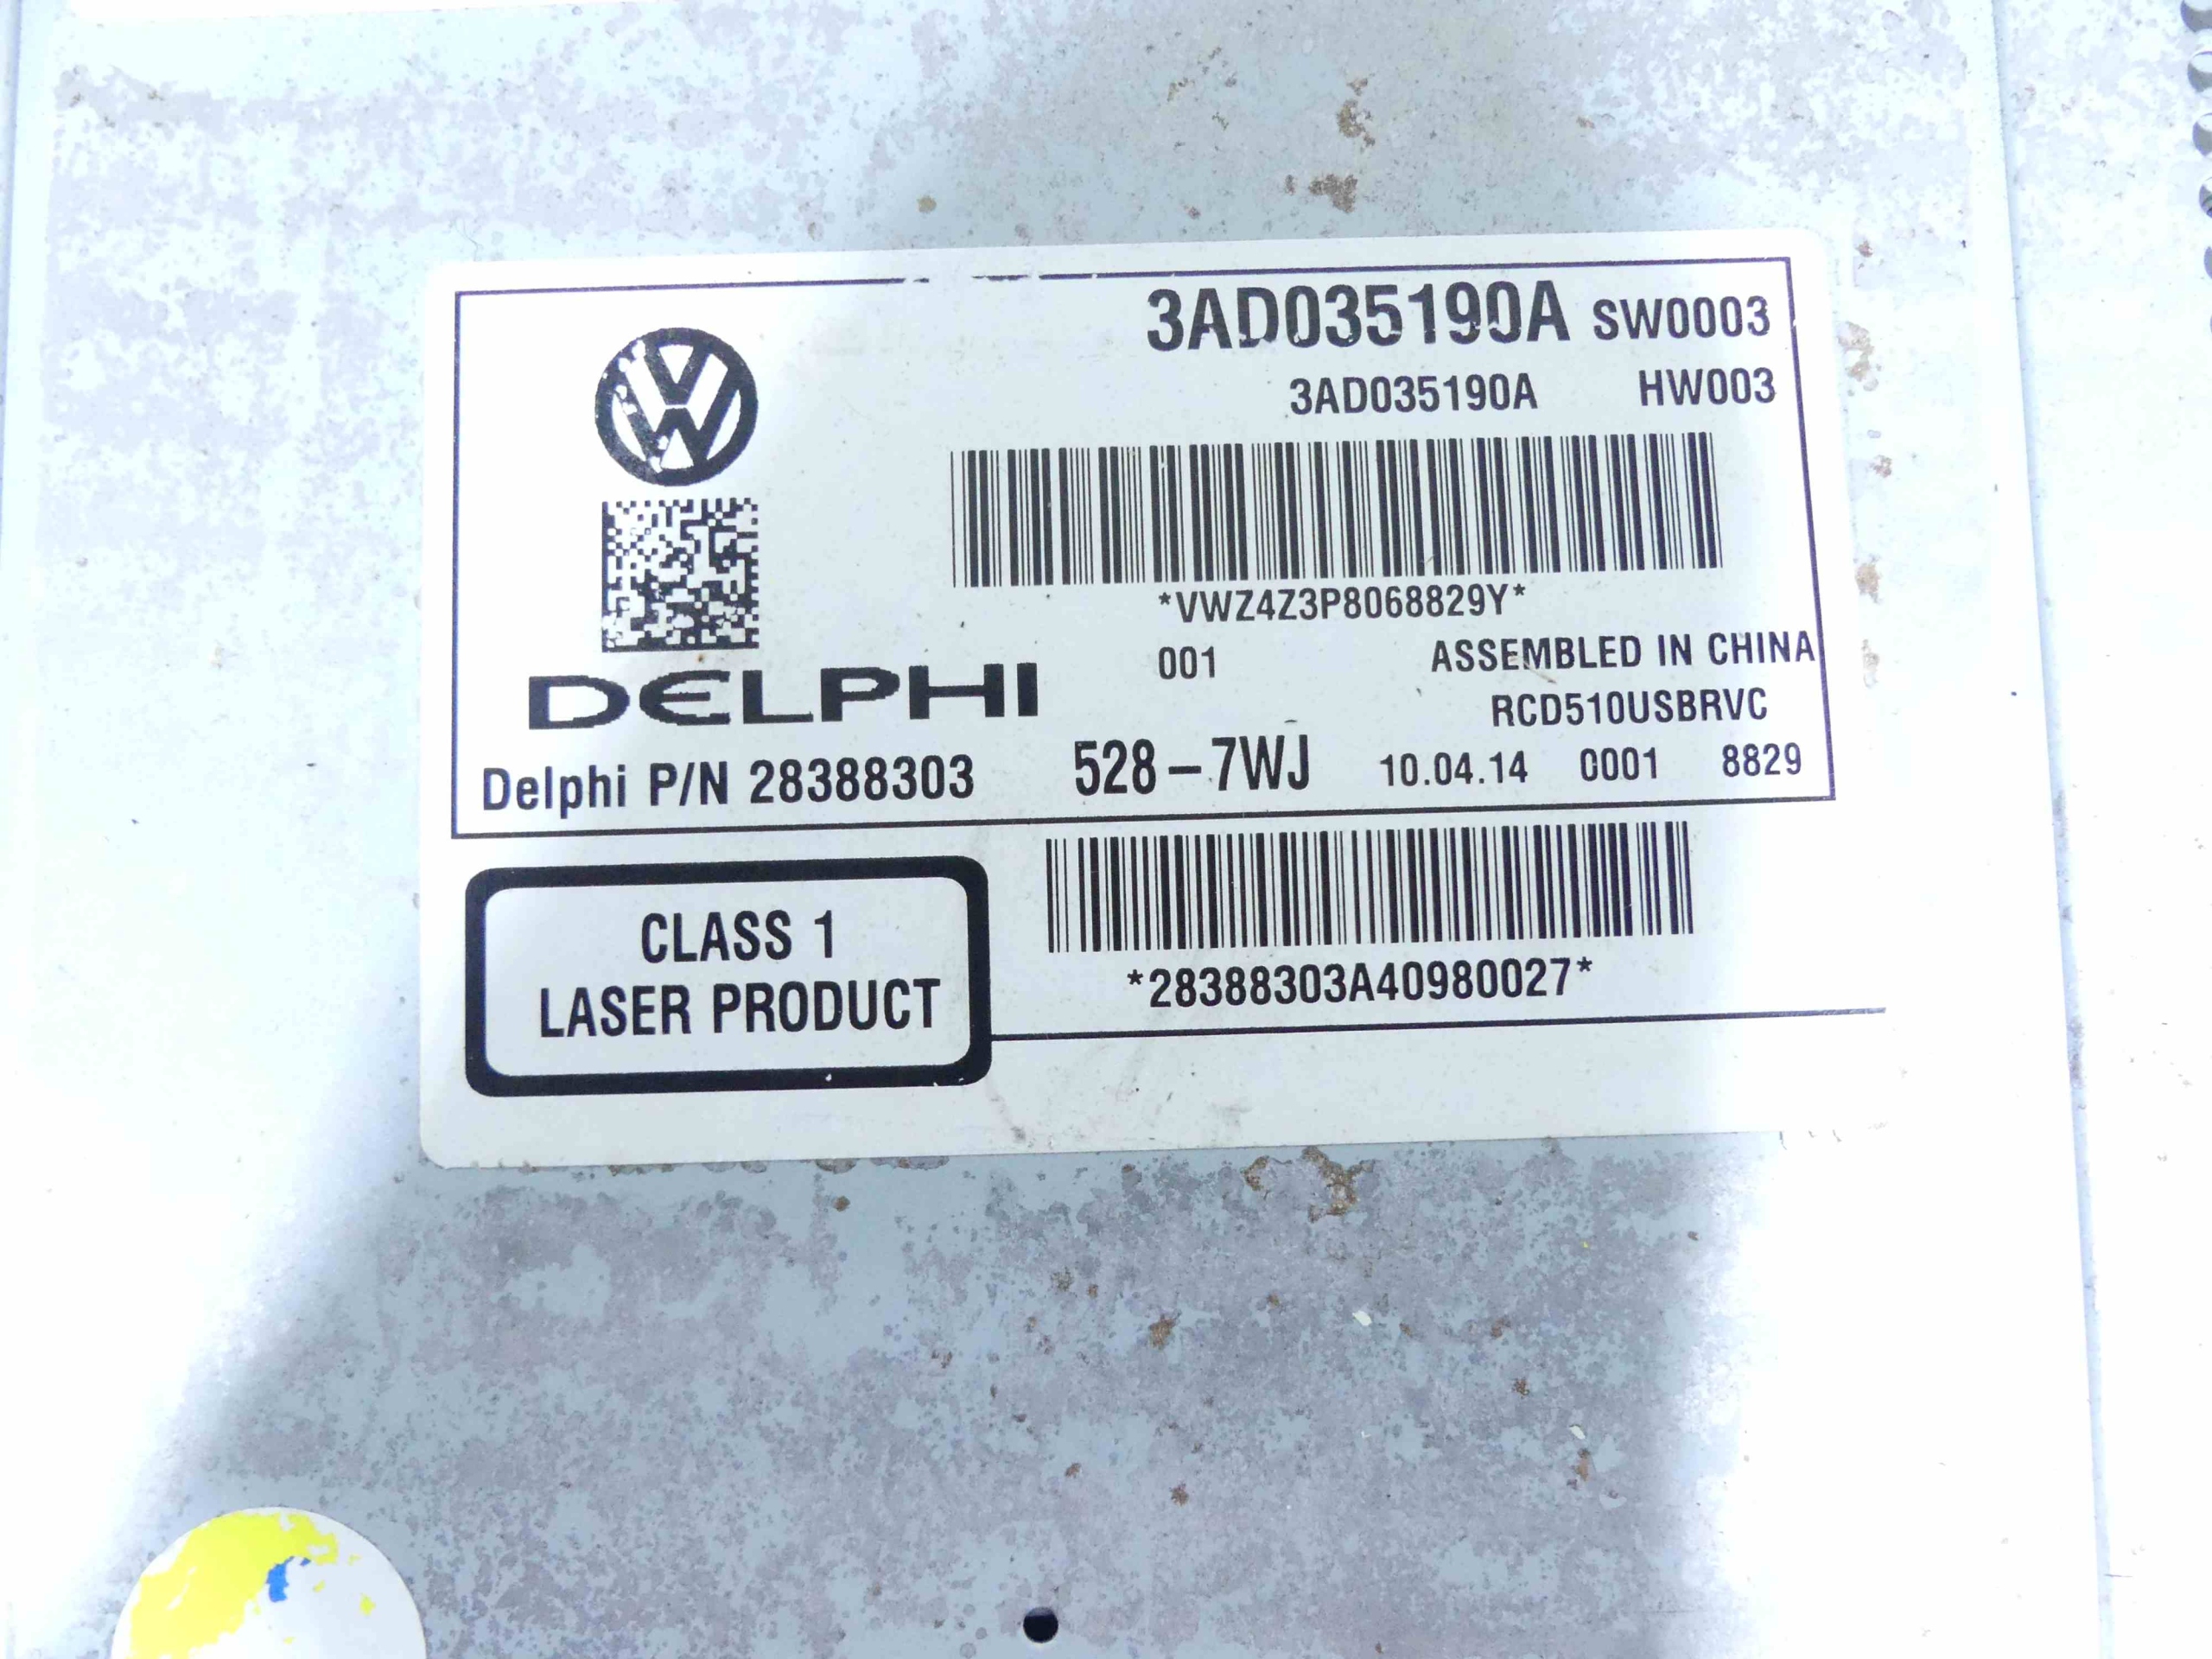 3AD035190A SW0003
3AD035190A HW003
*VWZ4Z3P8068829Y*
001 ASSEMBLED IN CHINA
DELPHI
RCD510USBRVC
Delphi P/N 28388303 528-7WJ 10.04.14 0001 8829
CLASS 1
LASER PRODUCT
*28388303A40980027*